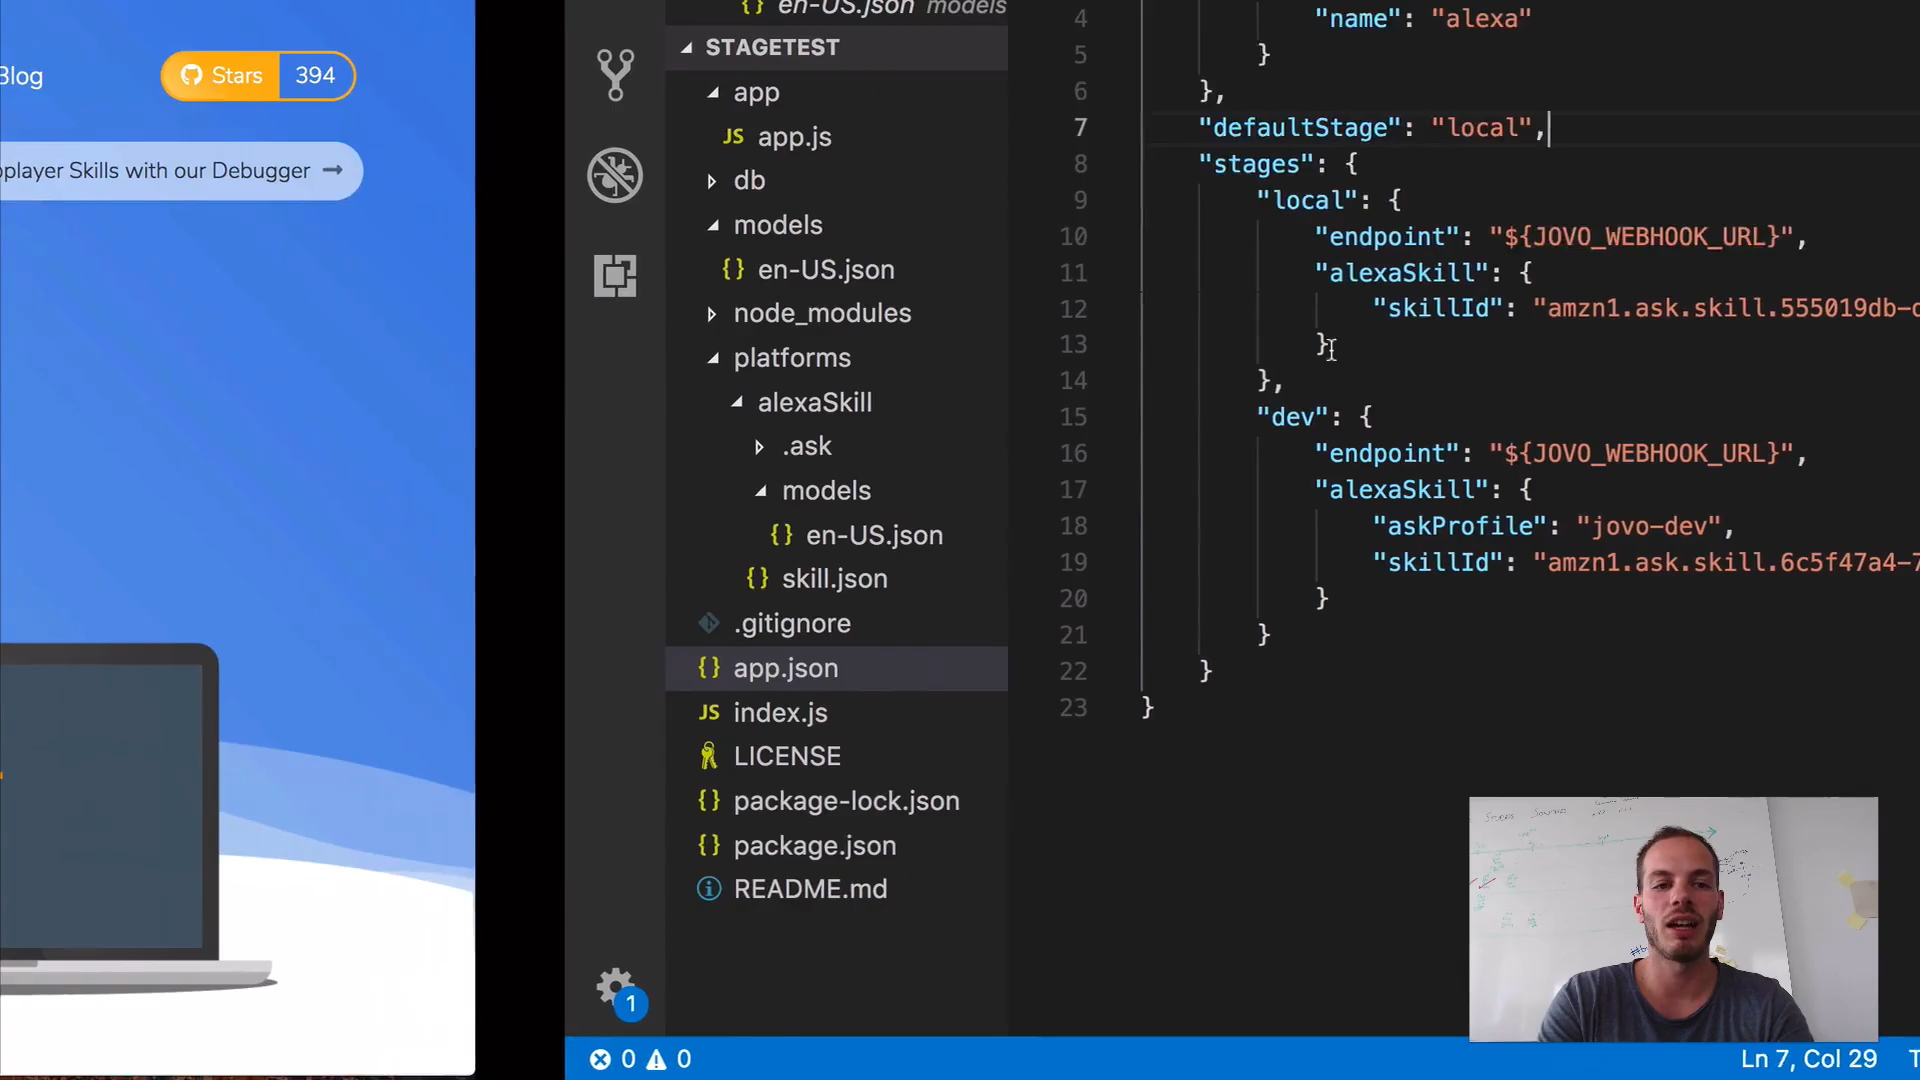 Blog
Stars 394
player Skills with our Debugger →
en-US.json models
STAGETEST
app
JS app.js
db
models
{} en-US.json
node_modules
platforms
alexaSkill
.ask
models
{} en-US.json
{} skill.json
.gitignore
{} app.json
JS index.js
LICENSE
{} package-lock.json
{} package.json
README.md
1
4 "name": "alexa"
5 }
6 },
7 "defaultStage": "local",
8 "stages": {
9 "local": {
10 "endpoint": "${JOVO_WEBHOOK_URL}",
11 "alexaSkill": {
12 "skillId": "amzn1.ask.skill.555019db-
13 }
14 },
15 "dev": {
16 "endpoint": "${JOVO_WEBHOOK_URL}",
17 "alexaSkill": {
18 "askProfile": "jovo-dev",
19 "skillId": "amzn1.ask.skill.6c5f47a4-7
20 }
21 }
22 }
23 }
0 0
Ln 7, Col 29